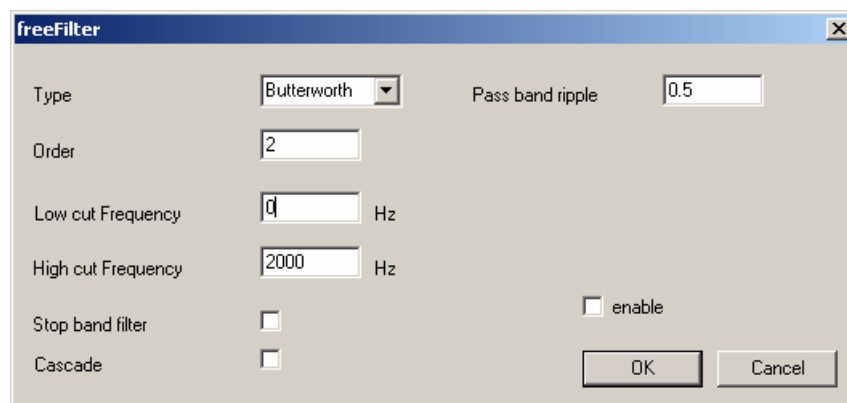 freeFilter
Type Butterworth Pass band ripple 0.5
Order 2
Low cut Frequency 0 Hz
High cut Frequency 2000 Hz
Stop band filter enable
Cascade OK Cancel